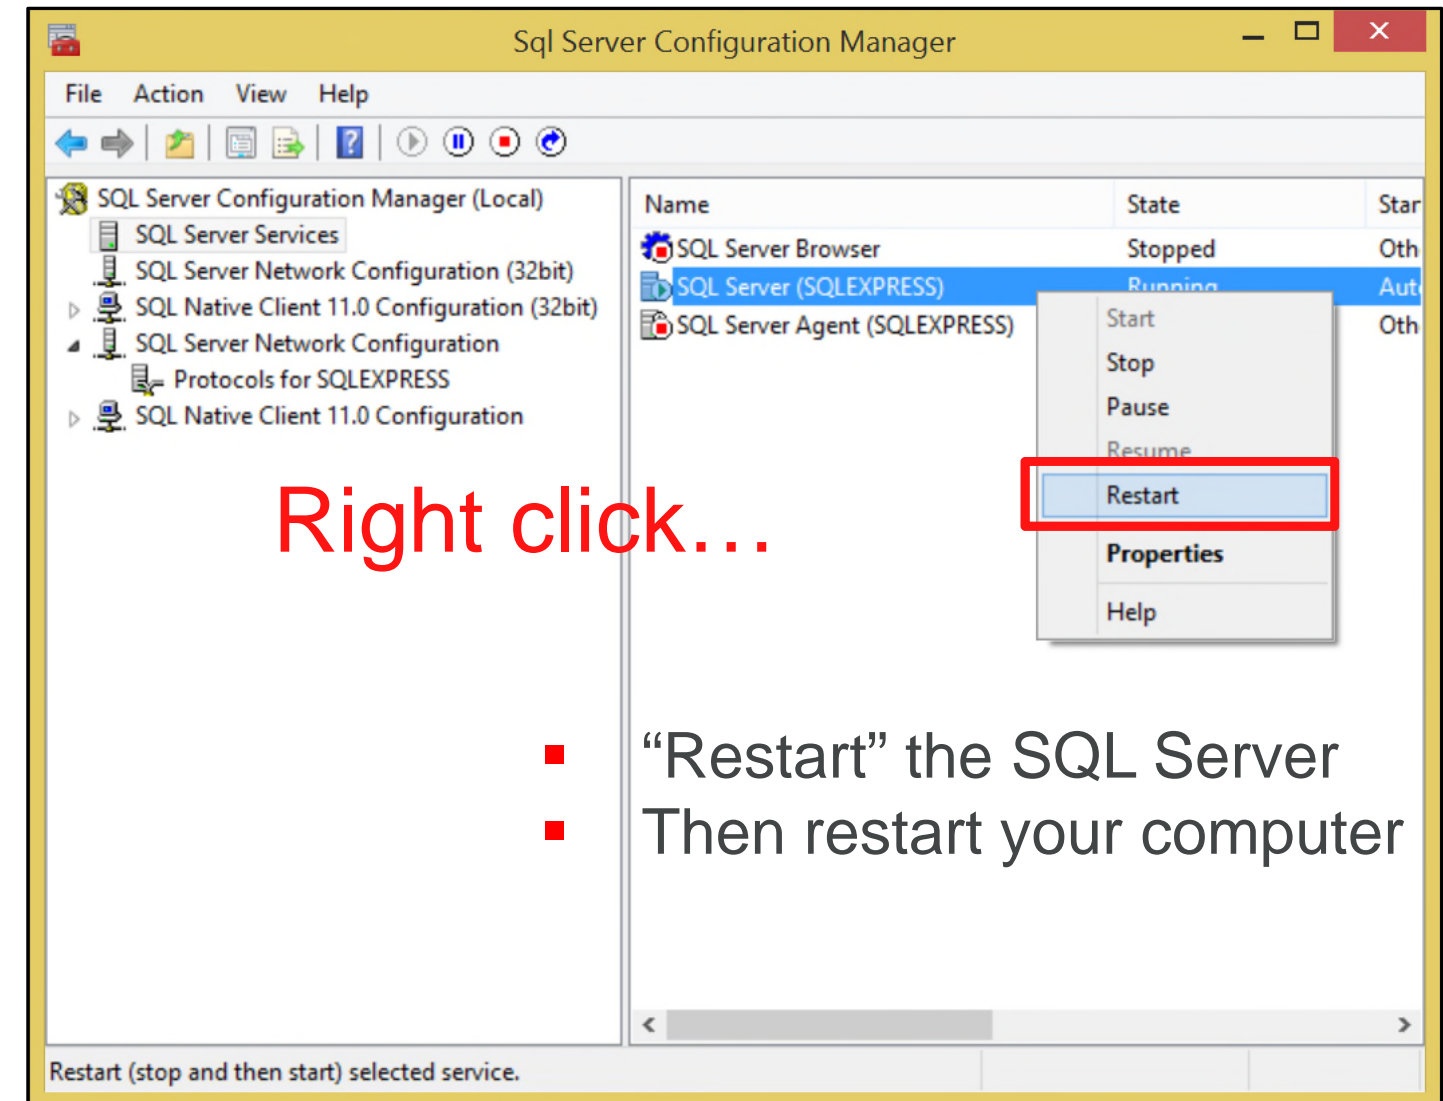 Sql Server Configuration Manager
File Action View Help
SQL Server Configuration Manager (Local)
SQL Server Services
SQL Server Network Configuration (32bit)
SQL Native Client 11.0 Configuration (32bit)
SQL Server Network Configuration
Protocols for SQLEXPRESS
SQL Native Client 11.0 Configuration
Name State Star
SQL Server Browser Stopped Oth
SQL Server (SQLEXPRESS) Running Aut
SQL Server Agent (SQLEXPRESS) Oth
Start
Stop
Pause
Resume
Restart
Properties
Help
Right click…
“Restart” the SQL Server
Then restart your computer
Restart (stop and then start) selected service.